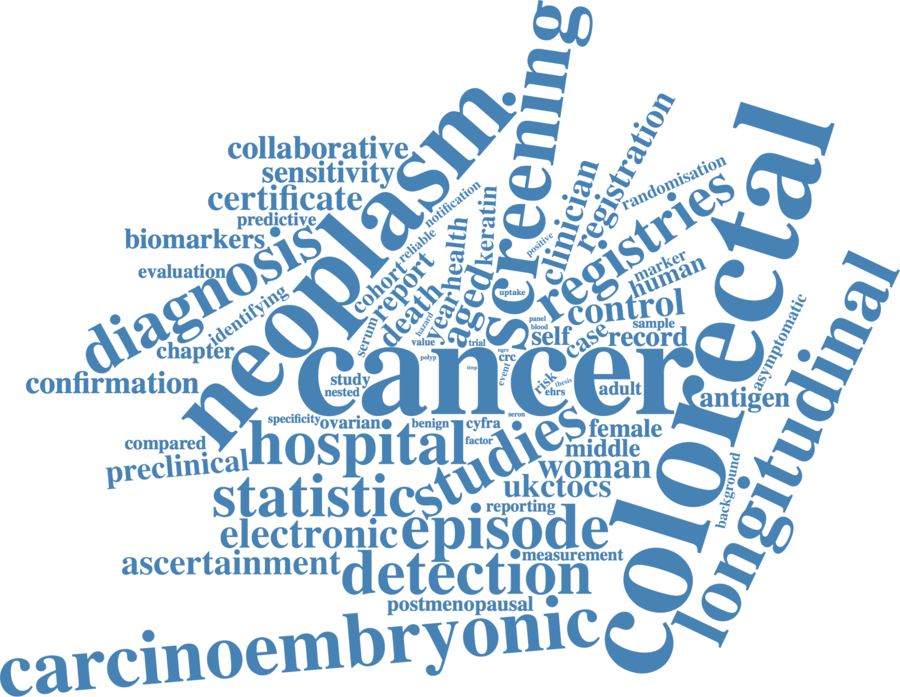 screening
neoplasm
colorectal
collaborative
sensitivity
certificate
predictive
biomarkers
diagnosis
evaluation
identifying
chapter
confirmation
notification
reliable
cohort
report
serum
death
hazard
year
health
keratin
aged
value
trial
polyp
positive
uptake
clinician
registration
randomisation
registries
marker
human
control
panel
blood
self
case
sample
record
cancer
crc
event
risk
thesis
ehrs
adult
study
nested
antigen
asymptomatic
longitudinal
background
specificity
ovarian
benign
cyfra
factor
seron
hospital
studies
female
middle
woman
compared
preclinical
statistics
ukctocs
reporting
electronic
episode
ascertainment
detection
measurement
postmenopausal
carcinoembryonic